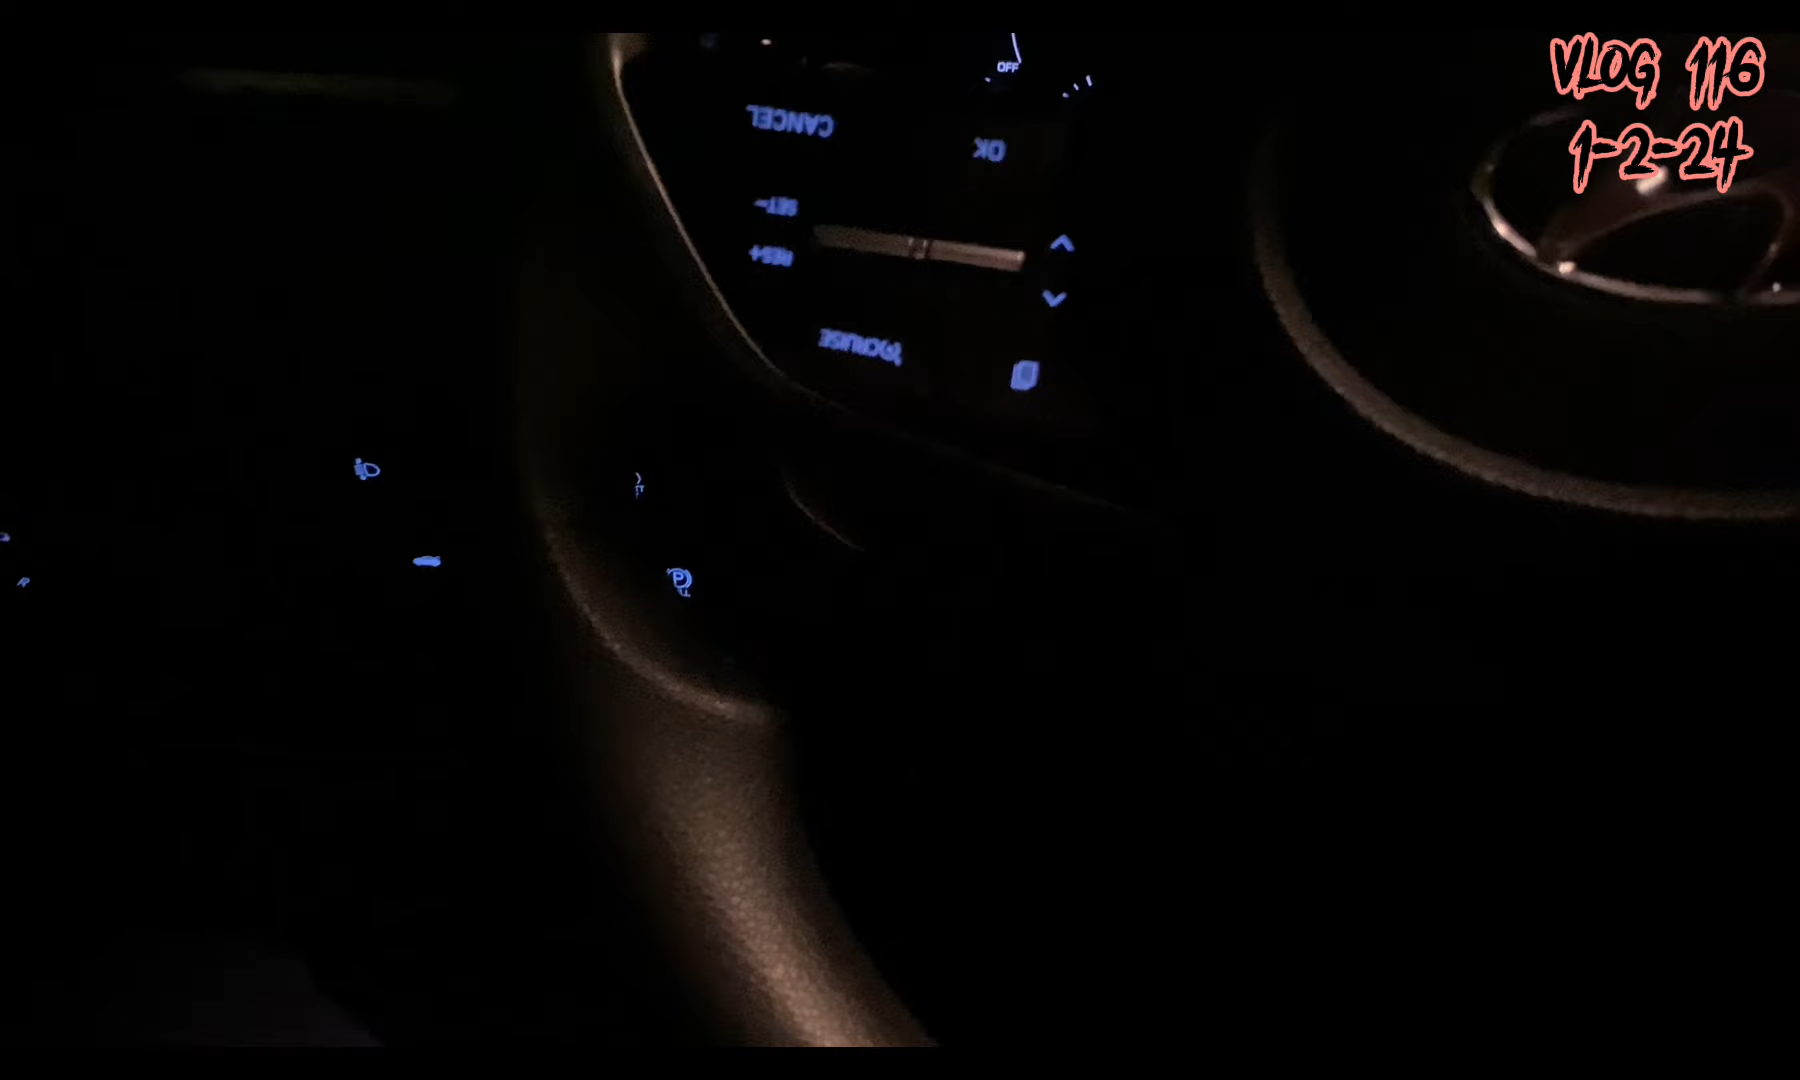 VLOG 116
1-2-24
OFF
CANCEL
OK
SET-
RES+
CRUISE
P